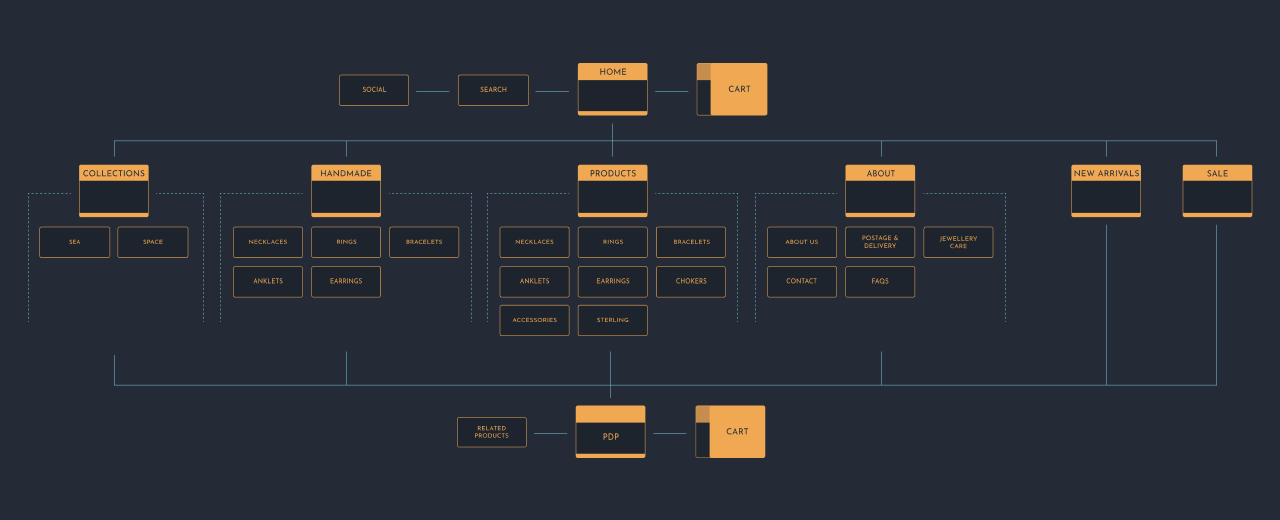 HOME
SOCIAL
SEARCH
CART
COLLECTIONS
HANDMADE
PRODUCTS
ABOUT
NEW ARRIVALS
SALE
SEA
SPACE
NECKLACES
RINGS
BRACELETS
ANKLETS
EARRINGS
NECKLACES
RINGS
BRACELETS
ANKLETS
EARRINGS
CHOKERS
ACCESSORIES
STERLING
ABOUT US
POSTAGE &
DELIVERY
JEWELLERY
CARE
CONTACT
FAQS
RELATED
PRODUCTS
PDP
CART